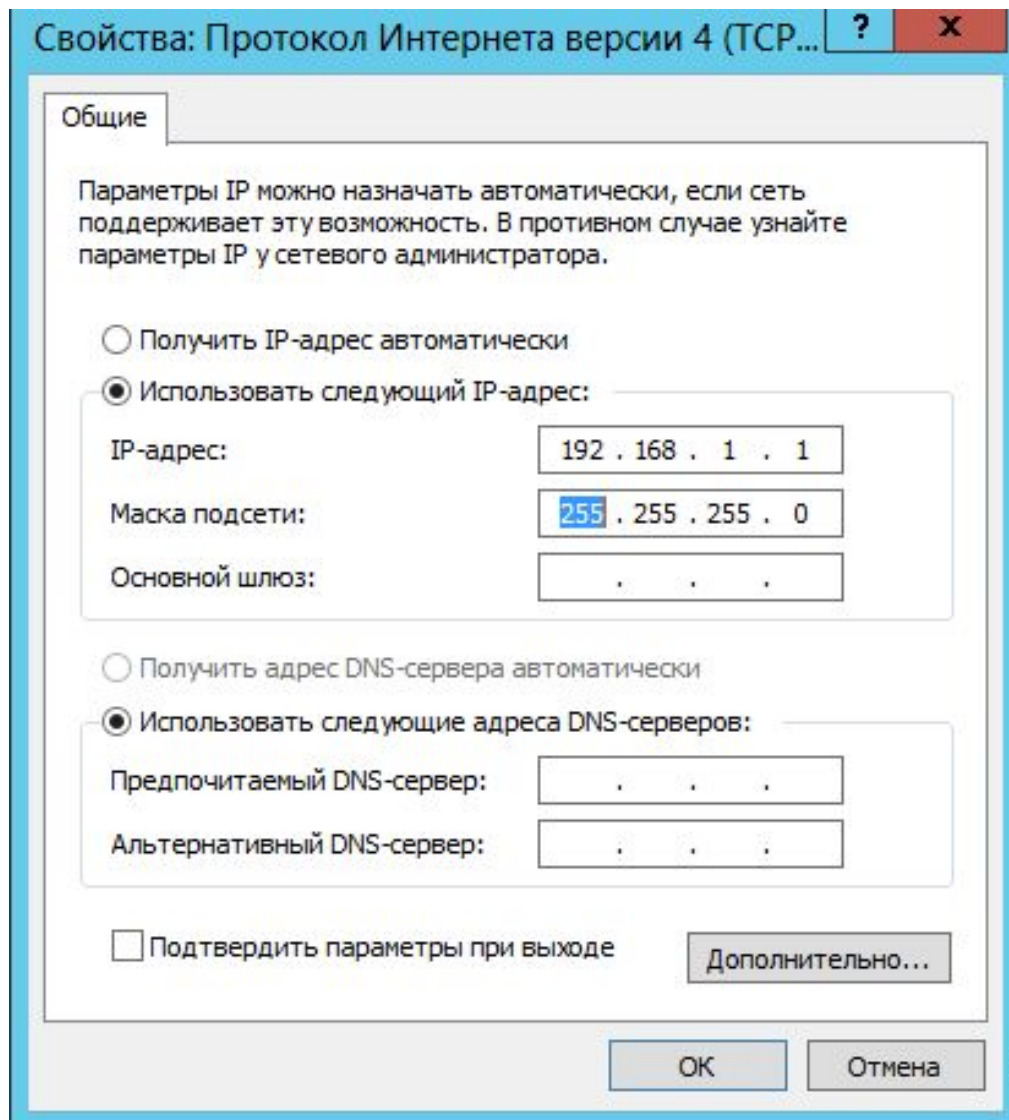 Свойства: Протокол Интернета версии 4 (TCP... ? x
Общие
Параметры IP можно назначать автоматически, если сеть
поддерживает эту возможность. В противном случае узнайте
параметры IP у сетевого администратора.
Получить IP-адрес автоматически
Использовать следующий IP-адрес:
IP-адрес: 192 . 168 . 1 . 1
Маска подсети: 255 . 255 . 255 . 0
Основной шлюз: . . .
Получить адрес DNS-сервера автоматически
Использовать следующие адреса DNS-серверов:
Предпочитаемый DNS-сервер: . . .
Альтернативный DNS-сервер: . . .
Подтвердить параметры при выходе
Дополнительно...
ОК Отмена